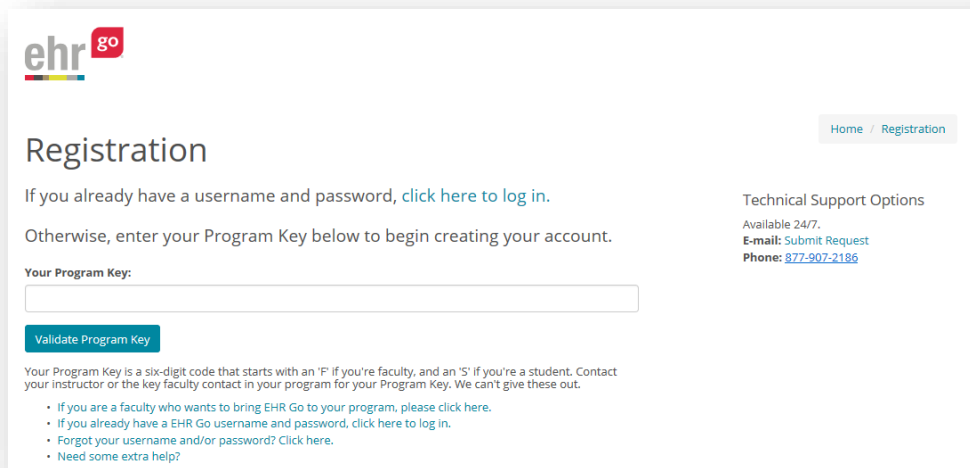 ehr go
Home / Registration
Registration
If you already have a username and password, click here to log in.
Otherwise, enter your Program Key below to begin creating your account.
Your Program Key:
Validate Program Key
Your Program Key is a six-digit code that starts with an 'F' if you're faculty, and an 'S' if you're a student. Contact
your instructor or the key faculty contact in your program for your Program Key. We can't give these out.
• If you are a faculty who wants to bring EHR Go to your program, please click here.
• If you already have a EHR Go username and password, click here to log in.
• Forgot your username and/or password? Click here.
• Need some extra help?
Technical Support Options
Available 24/7.
E-mail: Submit Request
Phone: 877-907-2186